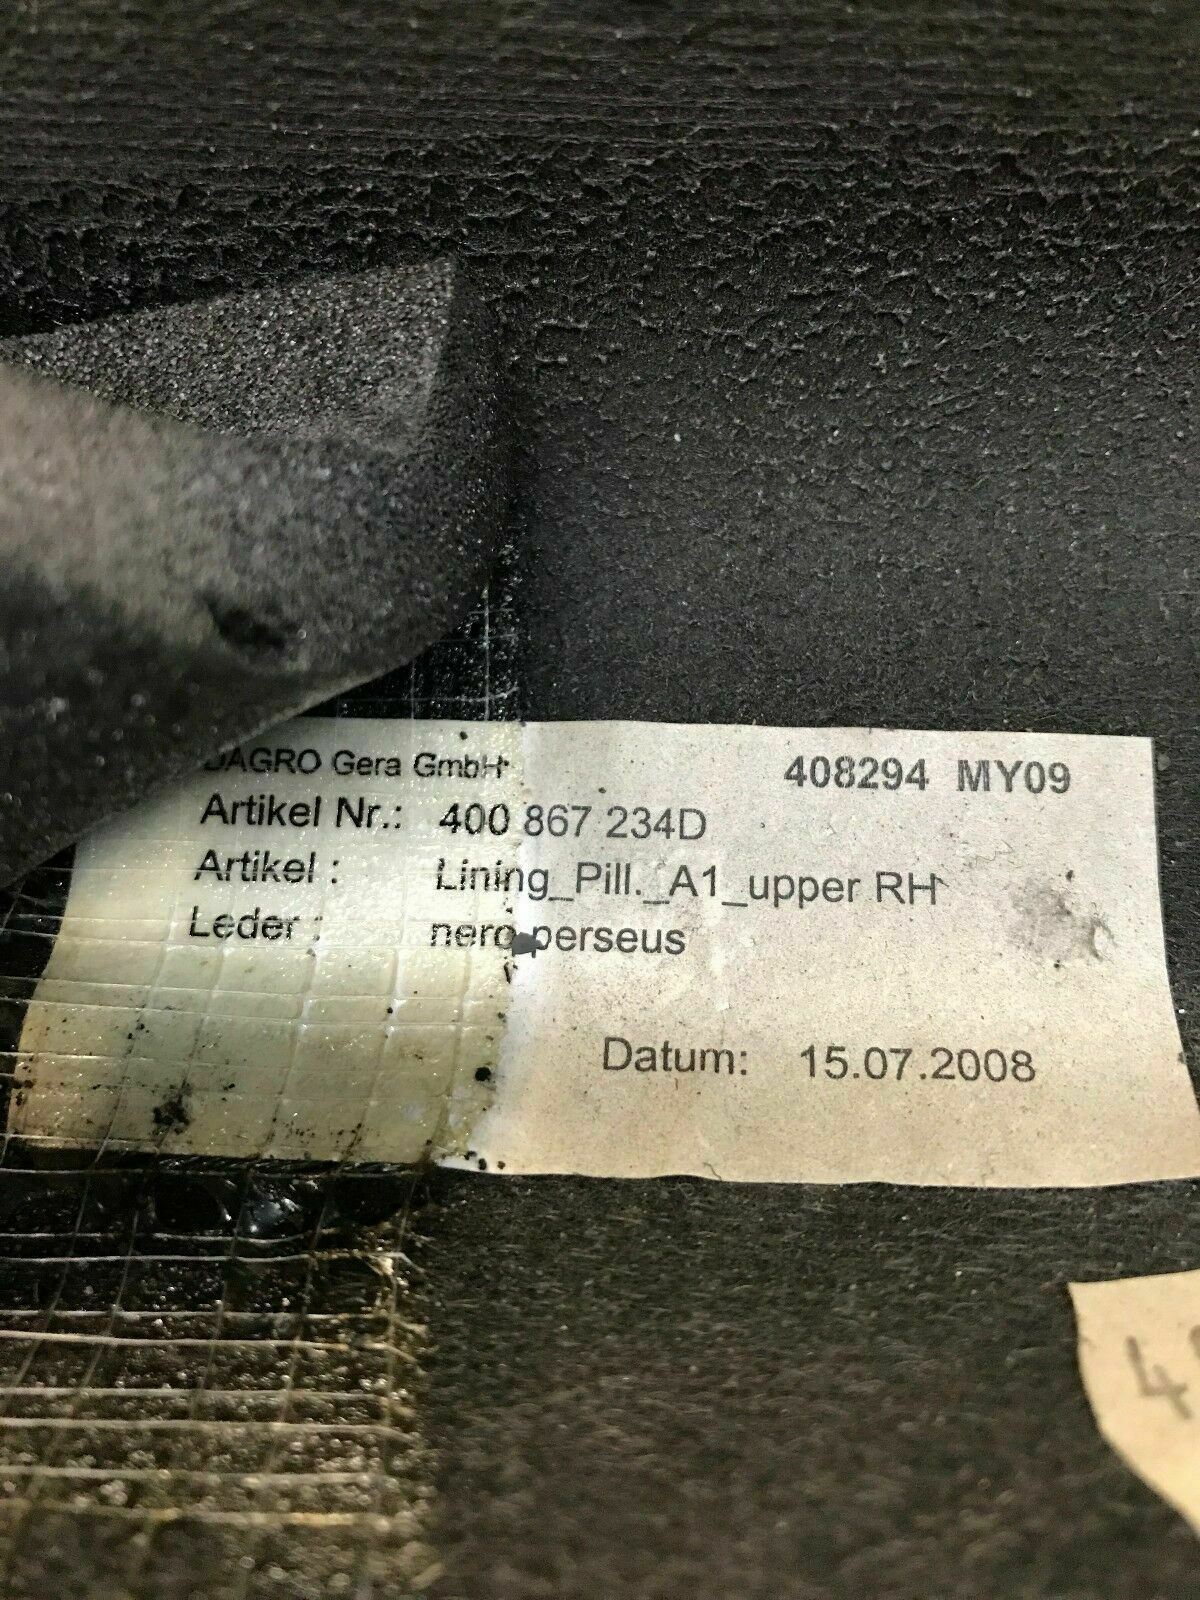 DAGRO Gera GmbH 408294 MY09
Artikel Nr.: 400 867 234D
Artikel : Lining_Pill._A1_upper RH
Leder : nero perseus
Datum: 15.07.2008
4